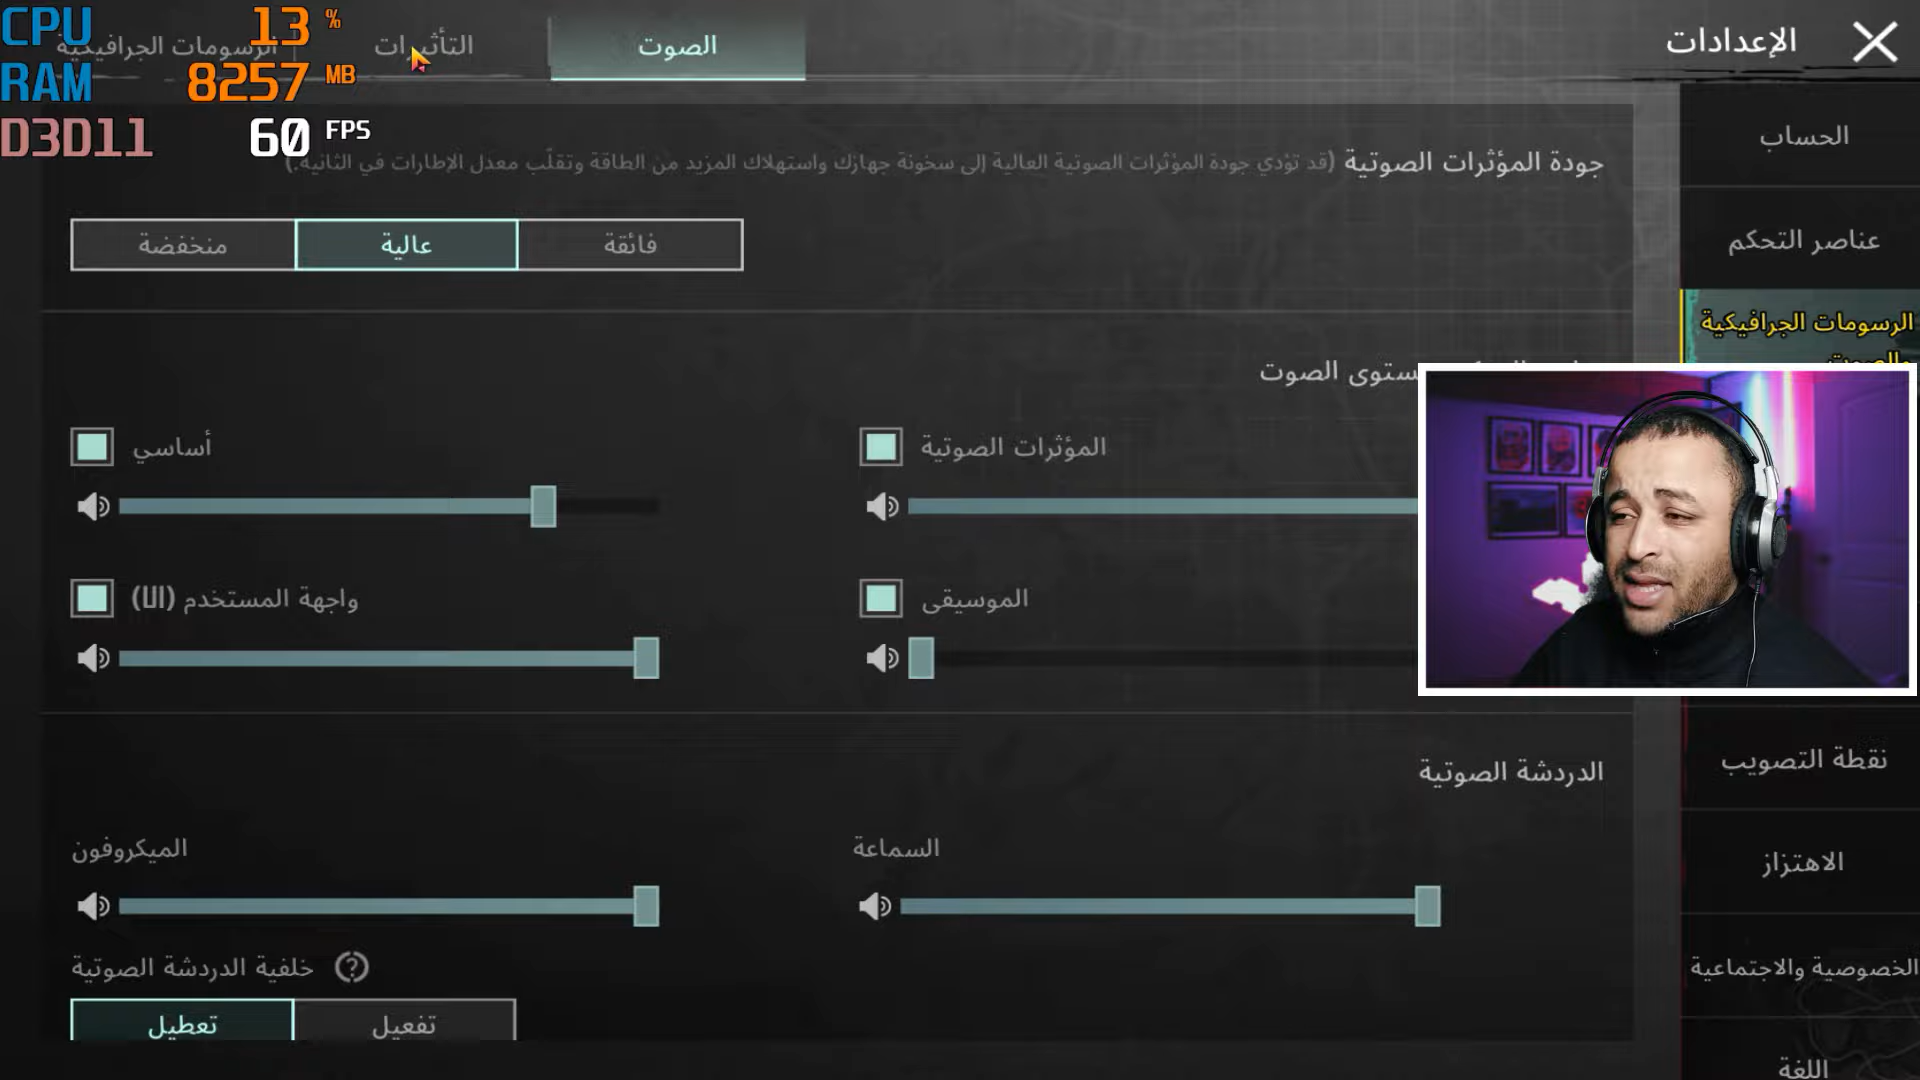 CPU 13 %
RAM 8257 MB
D3D11 60 FPS
الإعدادات
الصوت
التأثيرات
الرسومات الجرافيكية
الحساب
عناصر التحكم
الرسومات الجرافيكية
والصوت
نقطة التصويب
الاهتزاز
الخصوصية والاجتماعية
اللغة
جودة المؤثرات الصوتية (قد تؤدي جودة المؤثرات الصوتية العالية إلى سخونة جهازك واستهلاك المزيد من الطاقة وتقلّب معدل الإطارات في الثانية.)
منخفضة
عالية
فائقة
مستوى الصوت
أساسي
المؤثرات الصوتية
واجهة المستخدم (UI)
الموسيقى
الدردشة الصوتية
الميكروفون
السماعة
خلفية الدردشة الصوتية
تعطيل
تفعيل